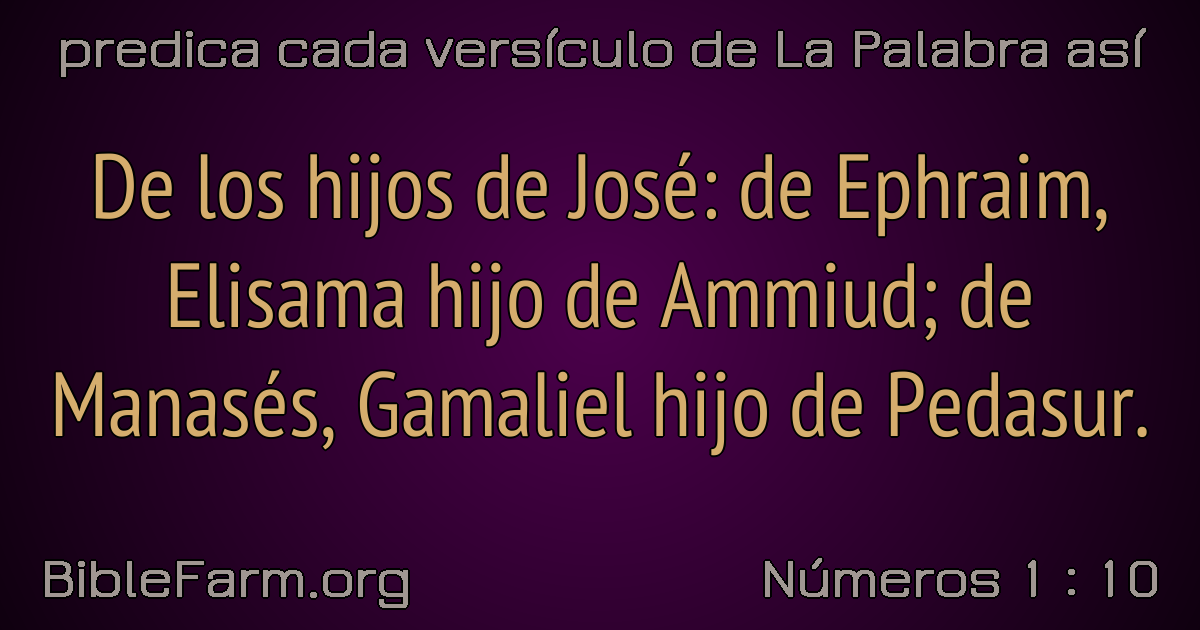 predica cada versículo de La Palabra así
De los hijos de José: de Ephraim,
Elisama hijo de Ammiud; de
Manasés, Gamaliel hijo de Pedasur.
BibleFarm.org
Números 1 : 10